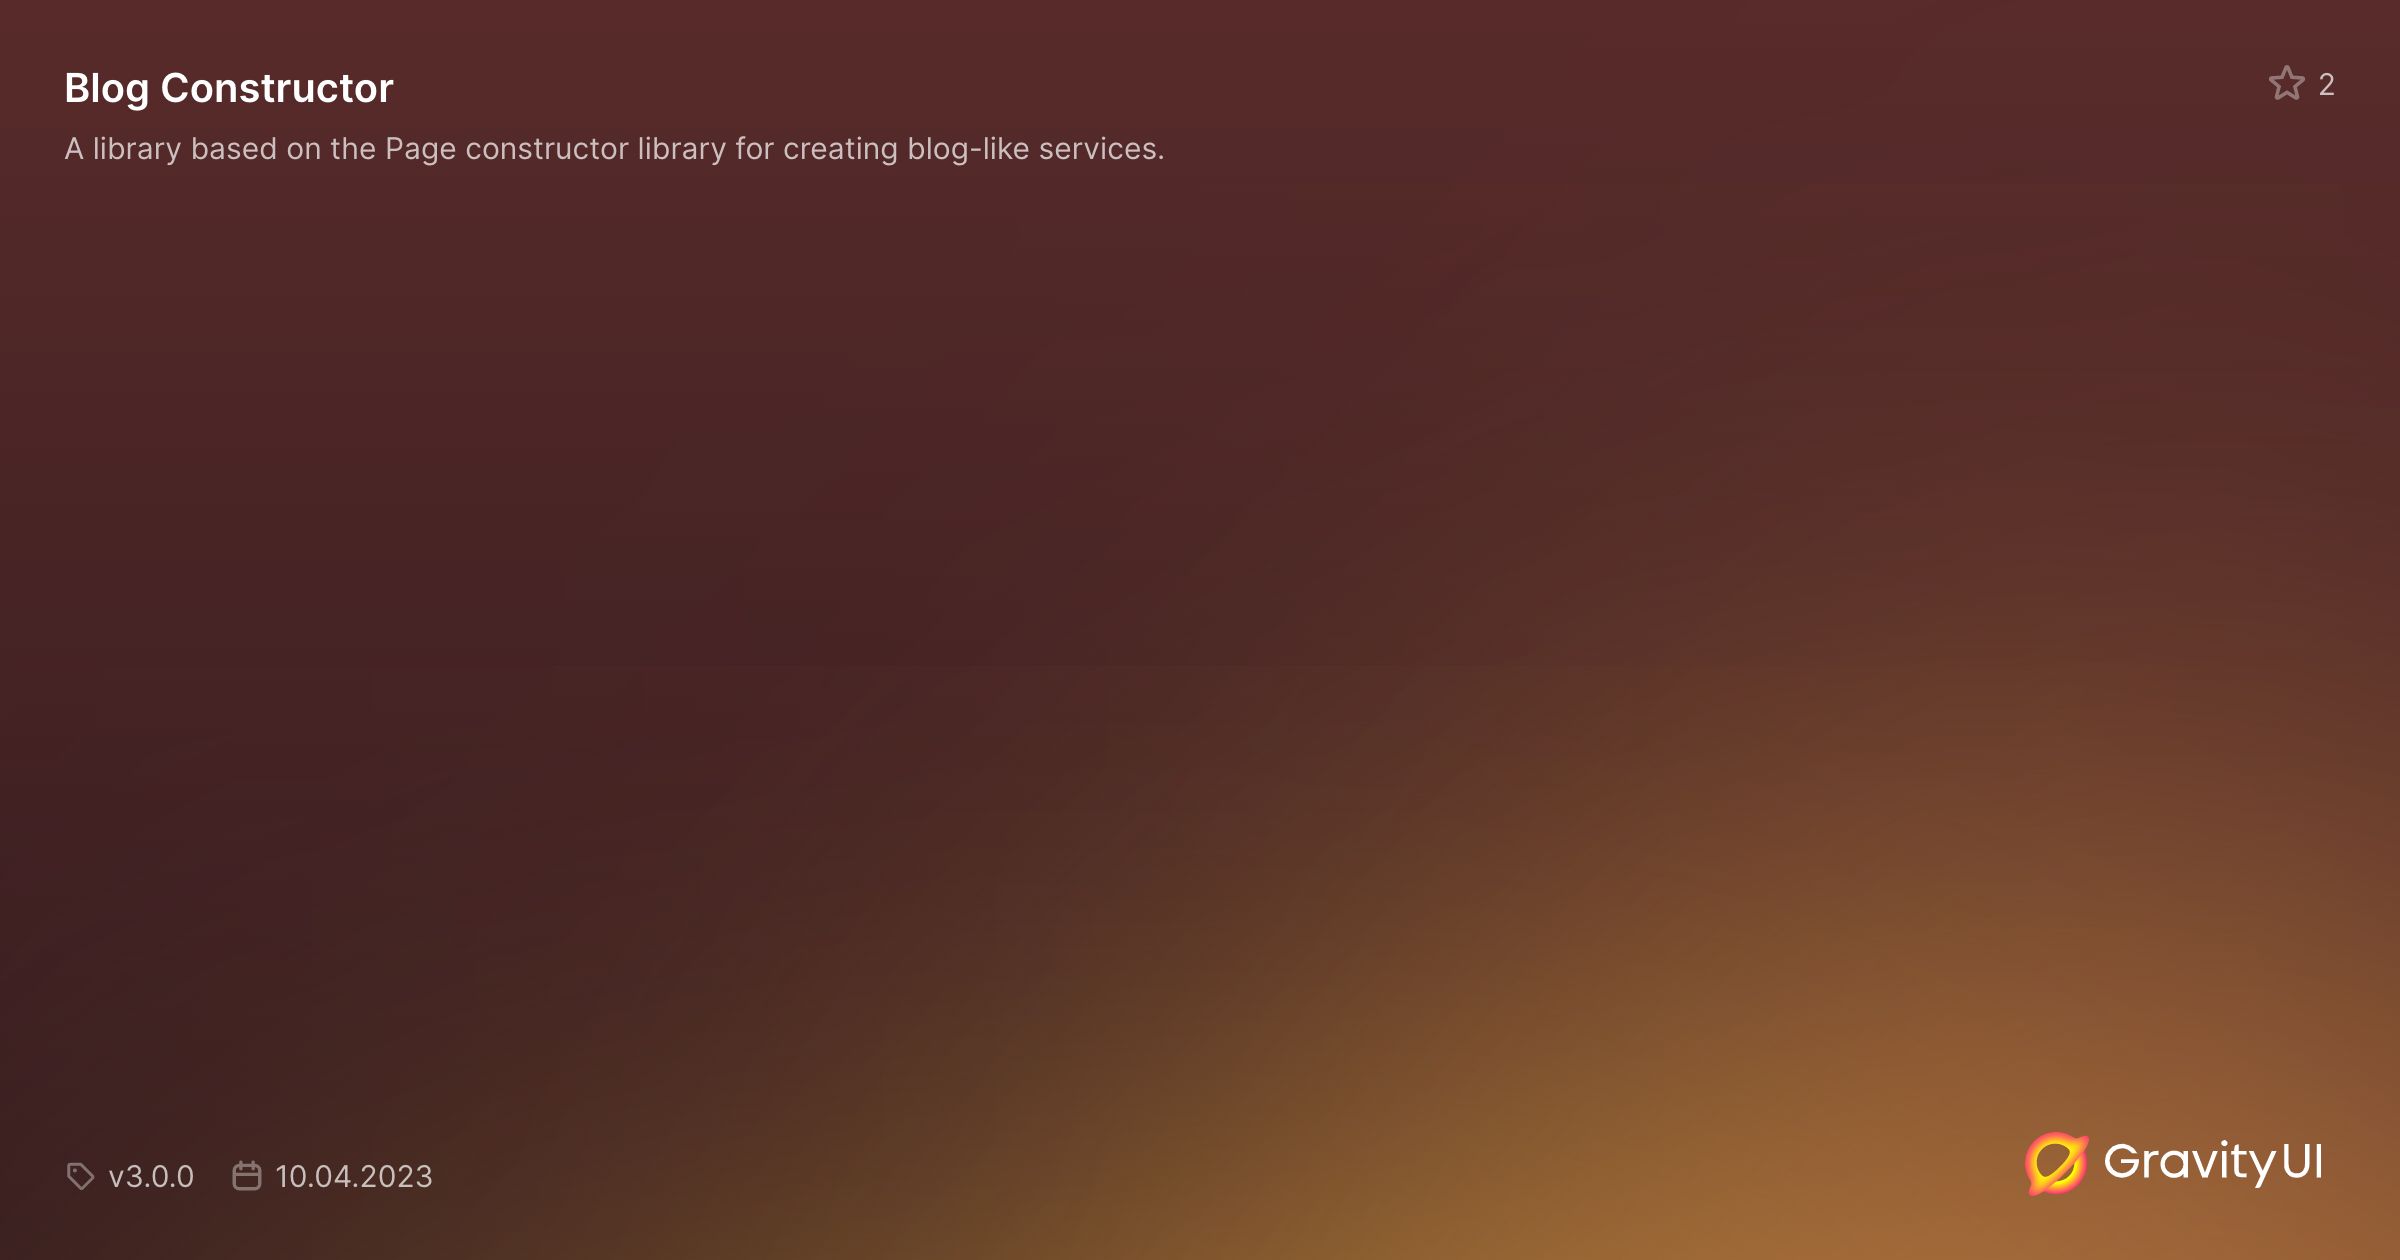 Blog Constructor
2
A library based on the Page constructor library for creating blog-like services.
v3.0.0
10.04.2023
Gravity UI